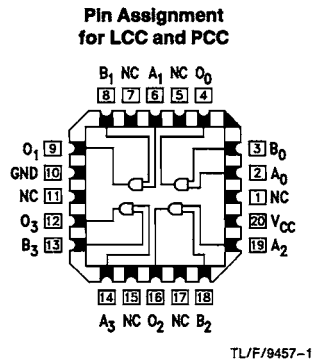 Pin Assignment
for LCC and PCC
B₁ NC A₁ NC O₀
8 7 6 5 4
O₁ 9
GND 10
NC 11
O₃ 12
B₃ 13
3 B₀
2 A₀
1 NC
20 V_CC
19 A₂
14 15 16 17 18
A₃ NC O₂ NC B₂
TL/F/9457–1